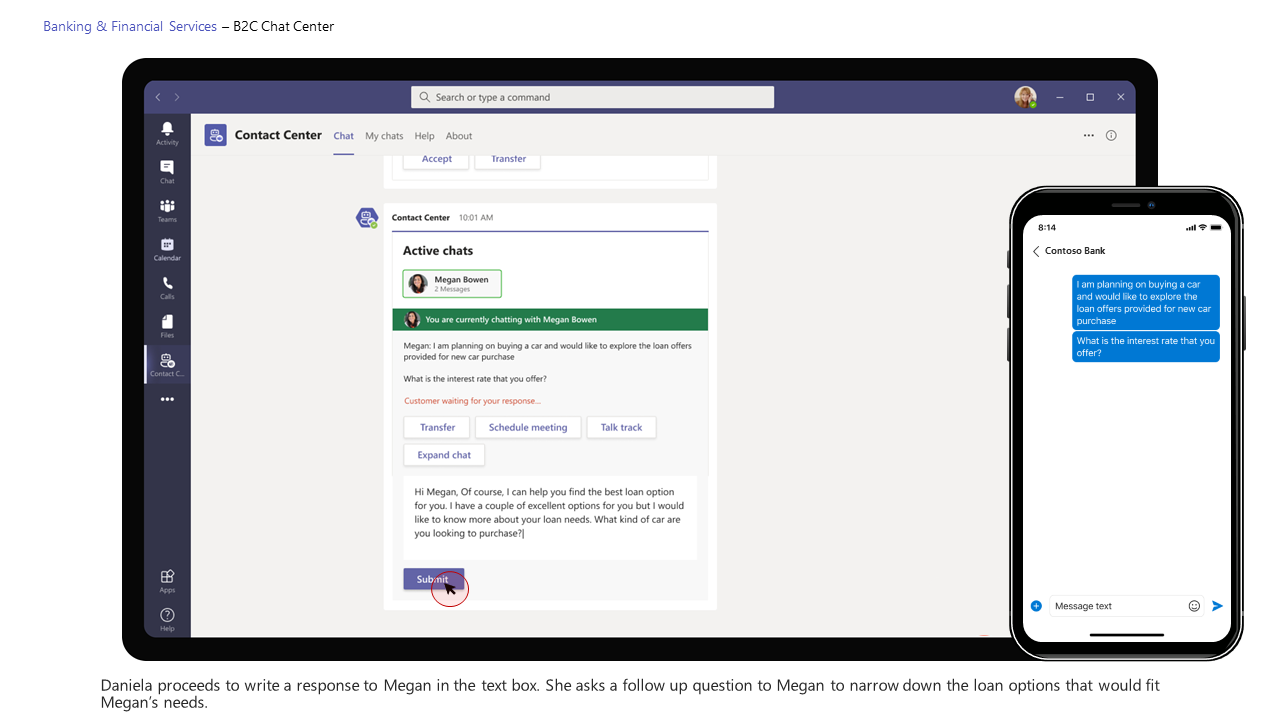 Banking & Financial Services – B2C Chat Center
Search or type a command
Activity
Chat
Teams
Calendar
Calls
Files
Contact C...
Apps
Help
Contact Center
Chat
My chats
Help
About
Accept
Transfer
Contact Center 10:01 AM
Active chats
Megan Bowen
2 Messages
You are currently chatting with Megan Bowen
Megan: I am planning on buying a car and would like to explore the loan offers
provided for new car purchase
What is the interest rate that you offer?
Customer waiting for your response...
Transfer
Schedule meeting
Talk track
Expand chat
Hi Megan, Of course, I can help you find the best loan option
for you. I have a couple of excellent options for you but I would
like to know more about your loan needs. What kind of car are
you looking to purchase?
Submit
8:14
Contoso Bank
I am planning on buying a car
and would like to explore the
loan offers provided for new car
purchase
What is the interest rate that you
offer?
Message text
Daniela proceeds to write a response to Megan in the text box. She asks a follow up question to Megan to narrow down the loan options that would fit
Megan’s needs.